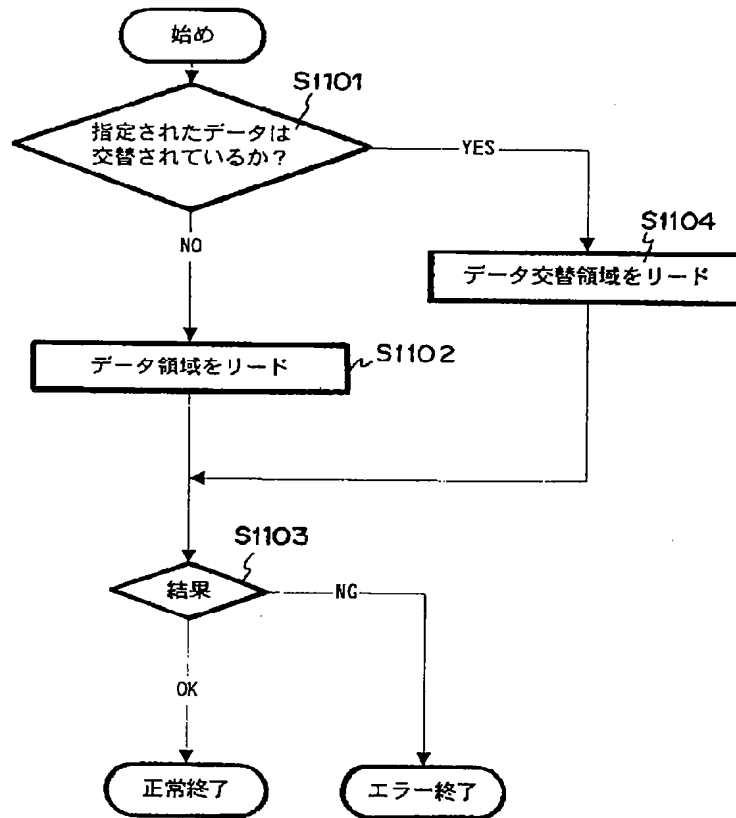 始め
S1101
指定されたデータは
交替されているか？
YES
NO
S1104
データ交替領域をリード
データ領域をリード
S1102
S1103
結果
NG
OK
正常終了
エラー終了